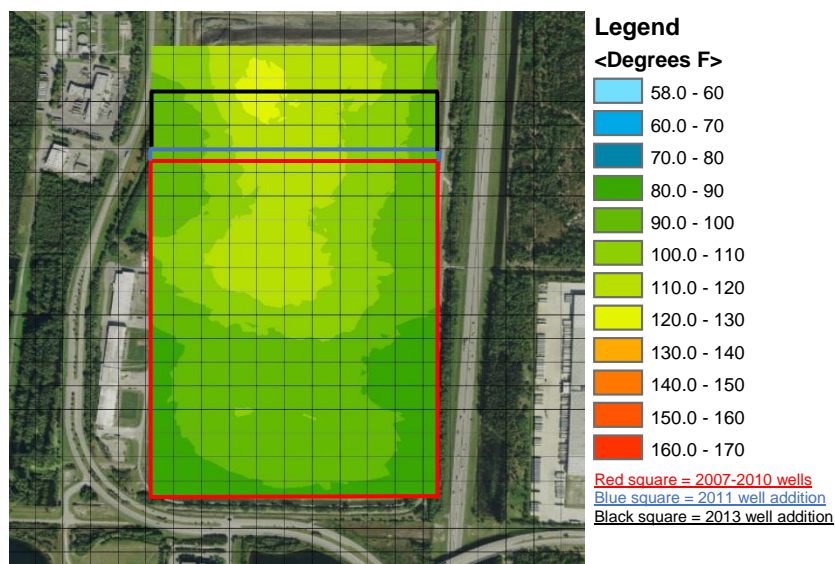 Legend
<Degrees F>
58.0 - 60
60.0 - 70
70.0 - 80
80.0 - 90
90.0 - 100
100.0 - 110
110.0 - 120
120.0 - 130
130.0 - 140
140.0 - 150
150.0 - 160
160.0 - 170
Red square = 2007-2010 wells
Blue square = 2011 well addition
Black square = 2013 well addition